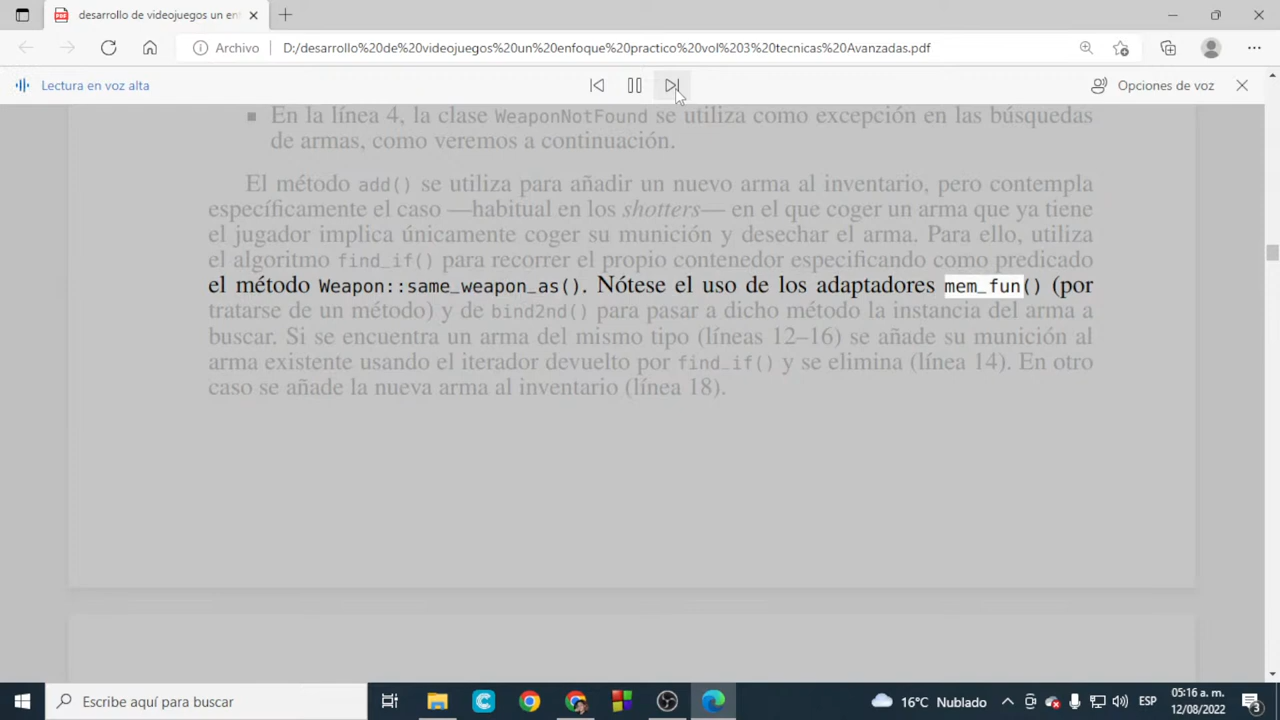 desarrollo de videojuegos un en
Archivo
D:/desarrollo%20de%20videojuegos%20un%20enfoque%20practico%20vol%203%20tecnicas%20Avanzadas.pdf
Lectura en voz alta
Opciones de voz
■ En la línea 4, la clase WeaponNotFound se utiliza como excepción en las búsquedas
de armas, como veremos a continuación.
El método add() se utiliza para añadir un nuevo arma al inventario, pero contempla
específicamente el caso —habitual en los shotters— en el que coger un arma que ya tiene
el jugador implica únicamente coger su munición y desechar el arma. Para ello, utiliza
el algoritmo find_if() para recorrer el propio contenedor especificando como predicado
el método Weapon::same_weapon_as(). Nótese el uso de los adaptadores mem_fun() (por
tratarse de un método) y de bind2nd() para pasar a dicho método la instancia del arma a
buscar. Si se encuentra un arma del mismo tipo (líneas 12–16) se añade su munición al
arma existente usando el iterador devuelto por find_if() y se elimina (línea 14). En otro
caso se añade la nueva arma al inventario (línea 18).
Escribe aquí para buscar
16°C Nublado
ESP
05:16 a. m.
12/08/2022
3